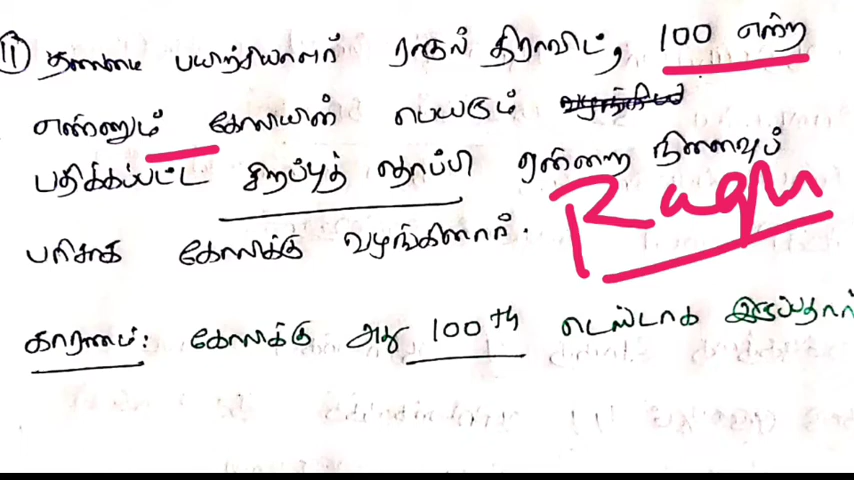 11 தலைமை பயிற்சியாளர் ராகுல் திராவிட், 100 என்ற
எண்ணும் கோலியின் பெயரும்
பதிக்கப்பட்ட சிறப்புத் தொப்பி ஒன்றை நினைவுப்
Ragu
பரிசாக கோலிக்கு வழங்கினார்.
காரணம்: கோலிக்கு அது 100th டெஸ்டாக இருப்பதால்